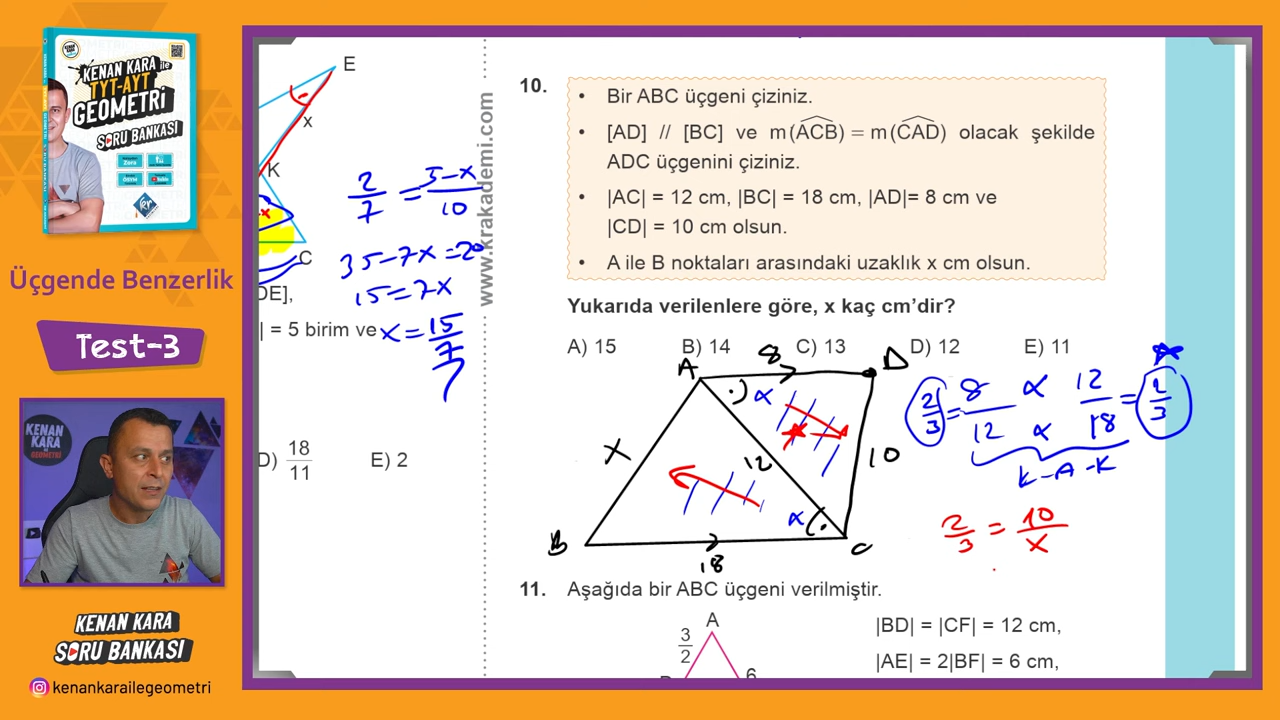 KENAN KARA ile
TYT-AYT
GEOMETRİ
SORU BANKASI
Üçgende Benzerlik
Test-3
KENAN KARA
GEOMETRİ
KENAN KARA
SORU BANKASI
kenankarailegeometri
E
x
K
x
C
DE],
| = 5 birim ve
2/7 = 5-x/10
35-7x=20
15=7x
x=15/7
D) 18/11 E) 2
www.krakademi.com
10.
• Bir ABC üçgeni çiziniz.
• [AD] // [BC] ve m(ACB) = m(CAD) olacak şekilde
ADC üçgenini çiziniz.
• |AC| = 12 cm, |BC| = 18 cm, |AD|= 8 cm ve
|CD| = 10 cm olsun.
• A ile B noktaları arasındaki uzaklık x cm olsun.
Yukarıda verilenlere göre, x kaç cm'dir?
A) 15 B) 14 C) 13 D) 12 E) 11
A 8 D
α
x 12 10
α
B 18 C
2/3 = 8/12 α α 12/18 = 2/3
K-A-K
2/3 = 10/x
11. Aşağıda bir ABC üçgeni verilmiştir.
A
3/2
6
|BD| = |CF| = 12 cm,
|AE| = 2|BF| = 6 cm,